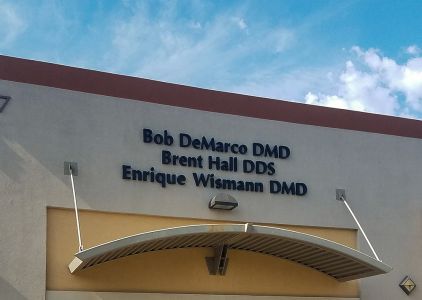 Bob DeMarco DMD
Brent Hall DDS
Enrique Wismann DMD